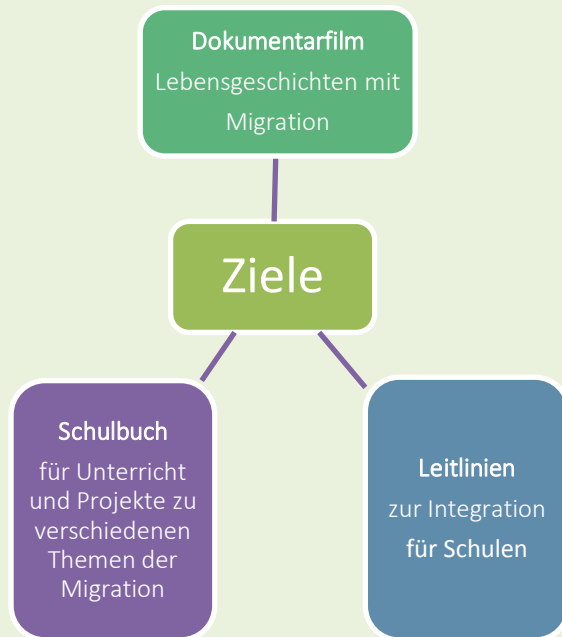 Dokumentarfilm
Lebensgeschichten mit
Migration
Ziele
Schulbuch
für Unterricht
und Projekte zu
verschiedenen
Themen der
Migration
Leitlinien
zur Integration
für Schulen